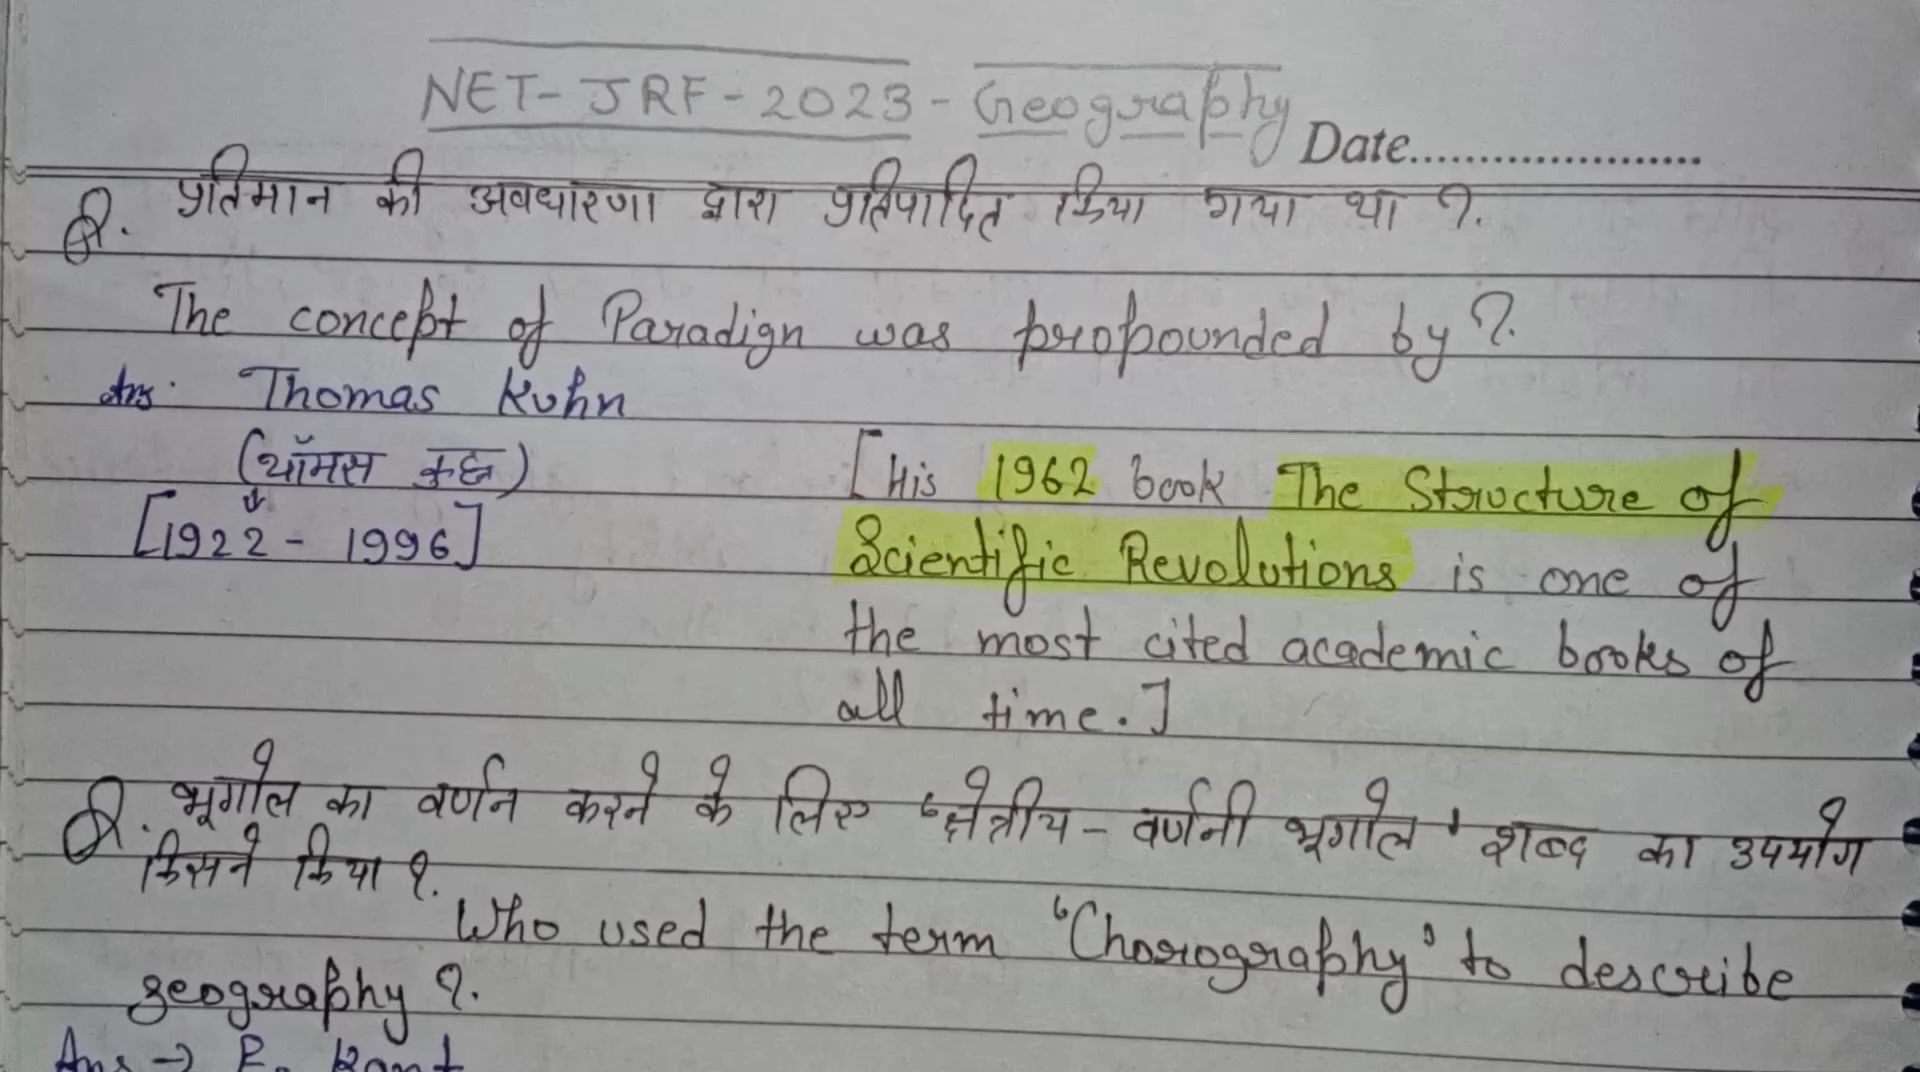 NET-JRF-2023-Geography
Date.....................
Q. प्रतिमान की अवधारणा द्वारा प्रतिपादित किया गया था ?.
The concept of Paradign was propounded by ?.
Ans. Thomas Kuhn
(थॉमस कुह्न)
[1922 - 1996]
[His 1962 book The Structure of
Scientific Revolutions is one of
the most cited academic books of
all time.]
Q. भूगोल का वर्णन करने के लिए 'क्षेत्रीय - वर्णनी भूगोल' शब्द का उपयोग
किसने किया ?.
Who used the term 'Chorography' to describe
geography ?.
Ans → E. Kant